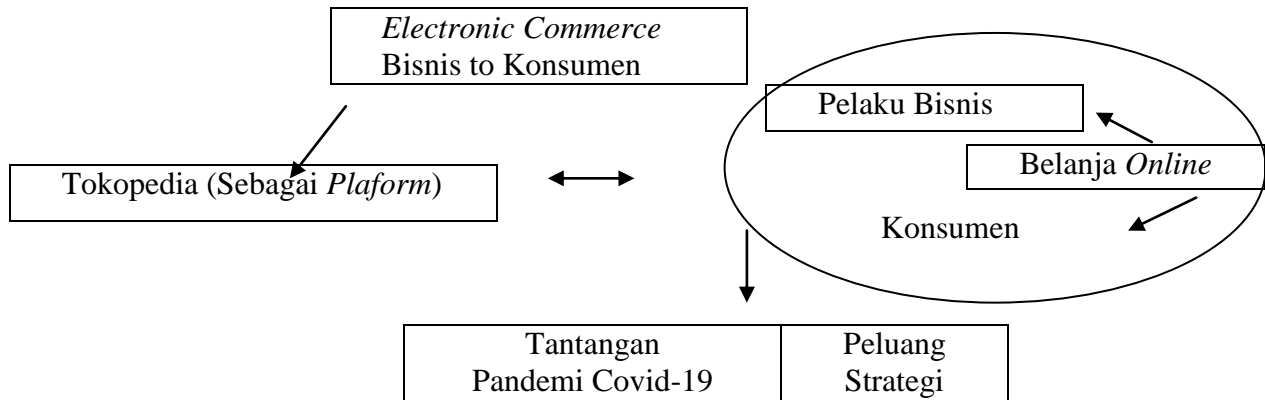 Electronic Commerce
Bisnis to Konsumen
Pelaku Bisnis
Belanja Online
Tokopedia (Sebagai Plaform)
Konsumen
Tantangan
Pandemi Covid-19
Peluang
Strategi